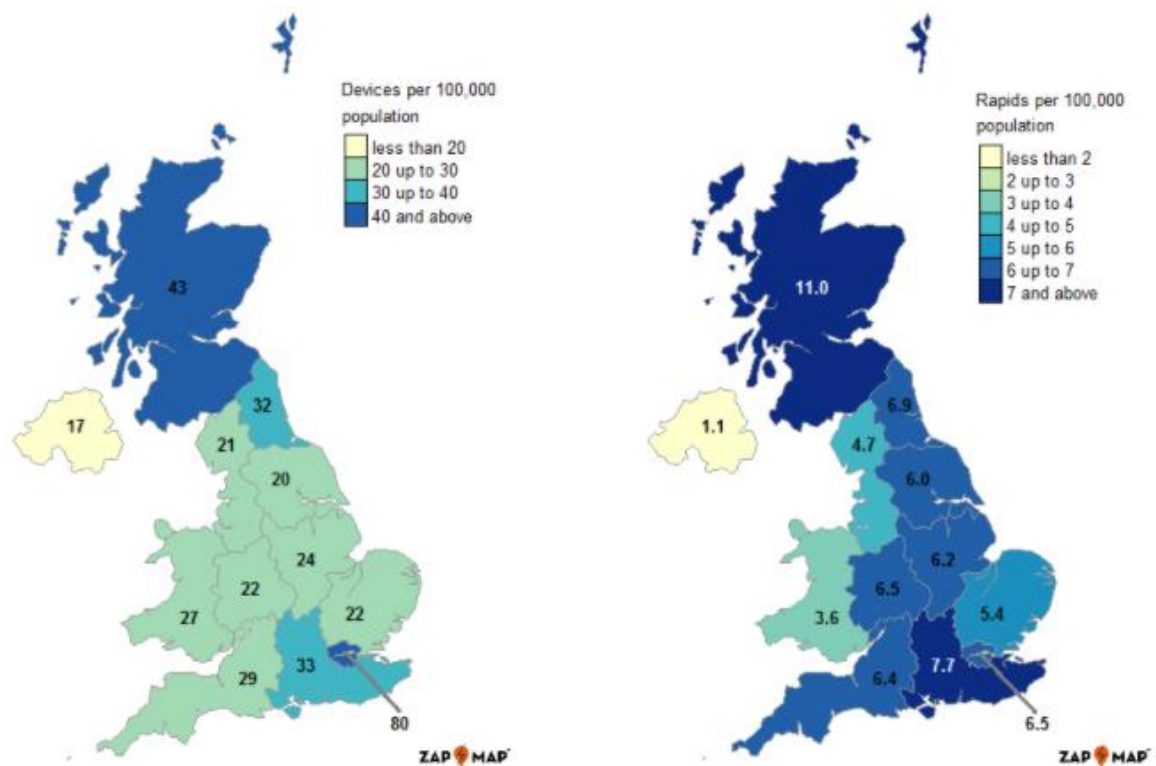 Devices per 100,000
population
less than 20
20 up to 30
30 up to 40
40 and above
43
17
32
21
20
24
22
22
27
33
29
80
ZAP MAP
Rapids per 100,000
population
less than 2
2 up to 3
3 up to 4
4 up to 5
5 up to 6
6 up to 7
7 and above
11.0
1.1
6.9
4.7
6.0
6.2
6.5
5.4
3.6
7.7
6.4
6.5
ZAP MAP